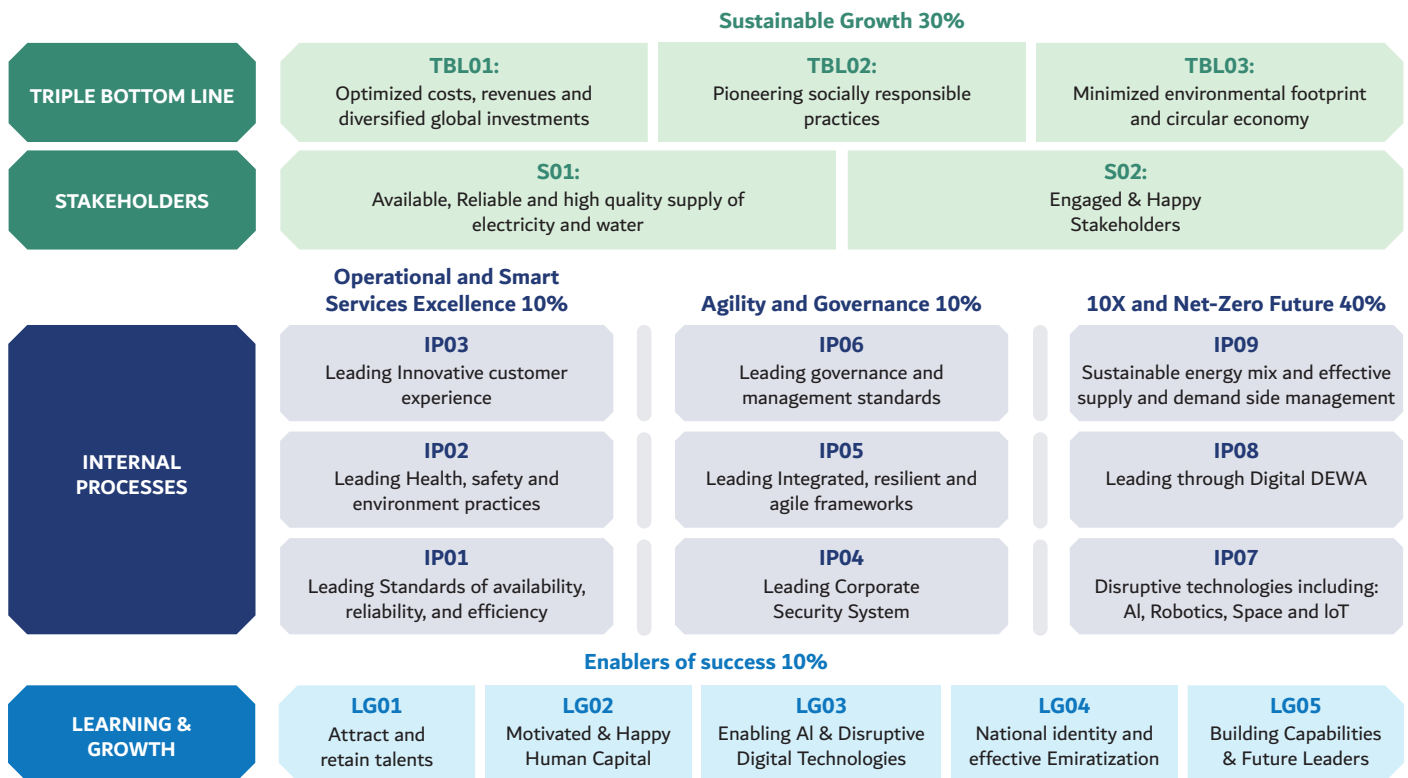 Sustainable Growth 30%
TRIPLE BOTTOM LINE
TBL01:
Optimized costs, revenues and
diversified global investments
TBL02:
Pioneering socially responsible
practices
TBL03:
Minimized environmental footprint
and circular economy
STAKEHOLDERS
S01:
Available, Reliable and high quality supply of
electricity and water
S02:
Engaged & Happy
Stakeholders
Operational and Smart
Services Excellence 10%
Agility and Governance 10%
10X and Net-Zero Future 40%
INTERNAL
PROCESSES
IP03
Leading Innovative customer
experience
IP06
Leading governance and
management standards
IP09
Sustainable energy mix and effective
supply and demand side management
IP02
Leading Health, safety and
environment practices
IP05
Leading Integrated, resilient and
agile frameworks
IP08
Leading through Digital DEWA
IP01
Leading Standards of availability,
reliability, and efficiency
IP04
Leading Corporate
Security System
IP07
Disruptive technologies including:
AI, Robotics, Space and IoT
Enablers of success 10%
LEARNING &
GROWTH
LG01
Attract and
retain talents
LG02
Motivated & Happy
Human Capital
LG03
Enabling AI & Disruptive
Digital Technologies
LG04
National identity and
effective Emiratization
LG05
Building Capabilities
& Future Leaders